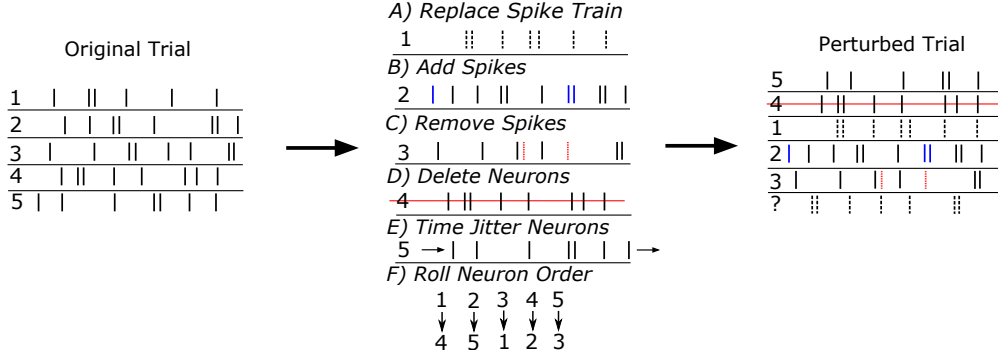 Original Trial
1
2
3
4
5
A) Replace Spike Train
1
B) Add Spikes
2
C) Remove Spikes
3
D) Delete Neurons
4
E) Time Jitter Neurons
5
F) Roll Neuron Order
1 2 3 4 5
4 5 1 2 3
Perturbed Trial
5
4
1
2
3
?